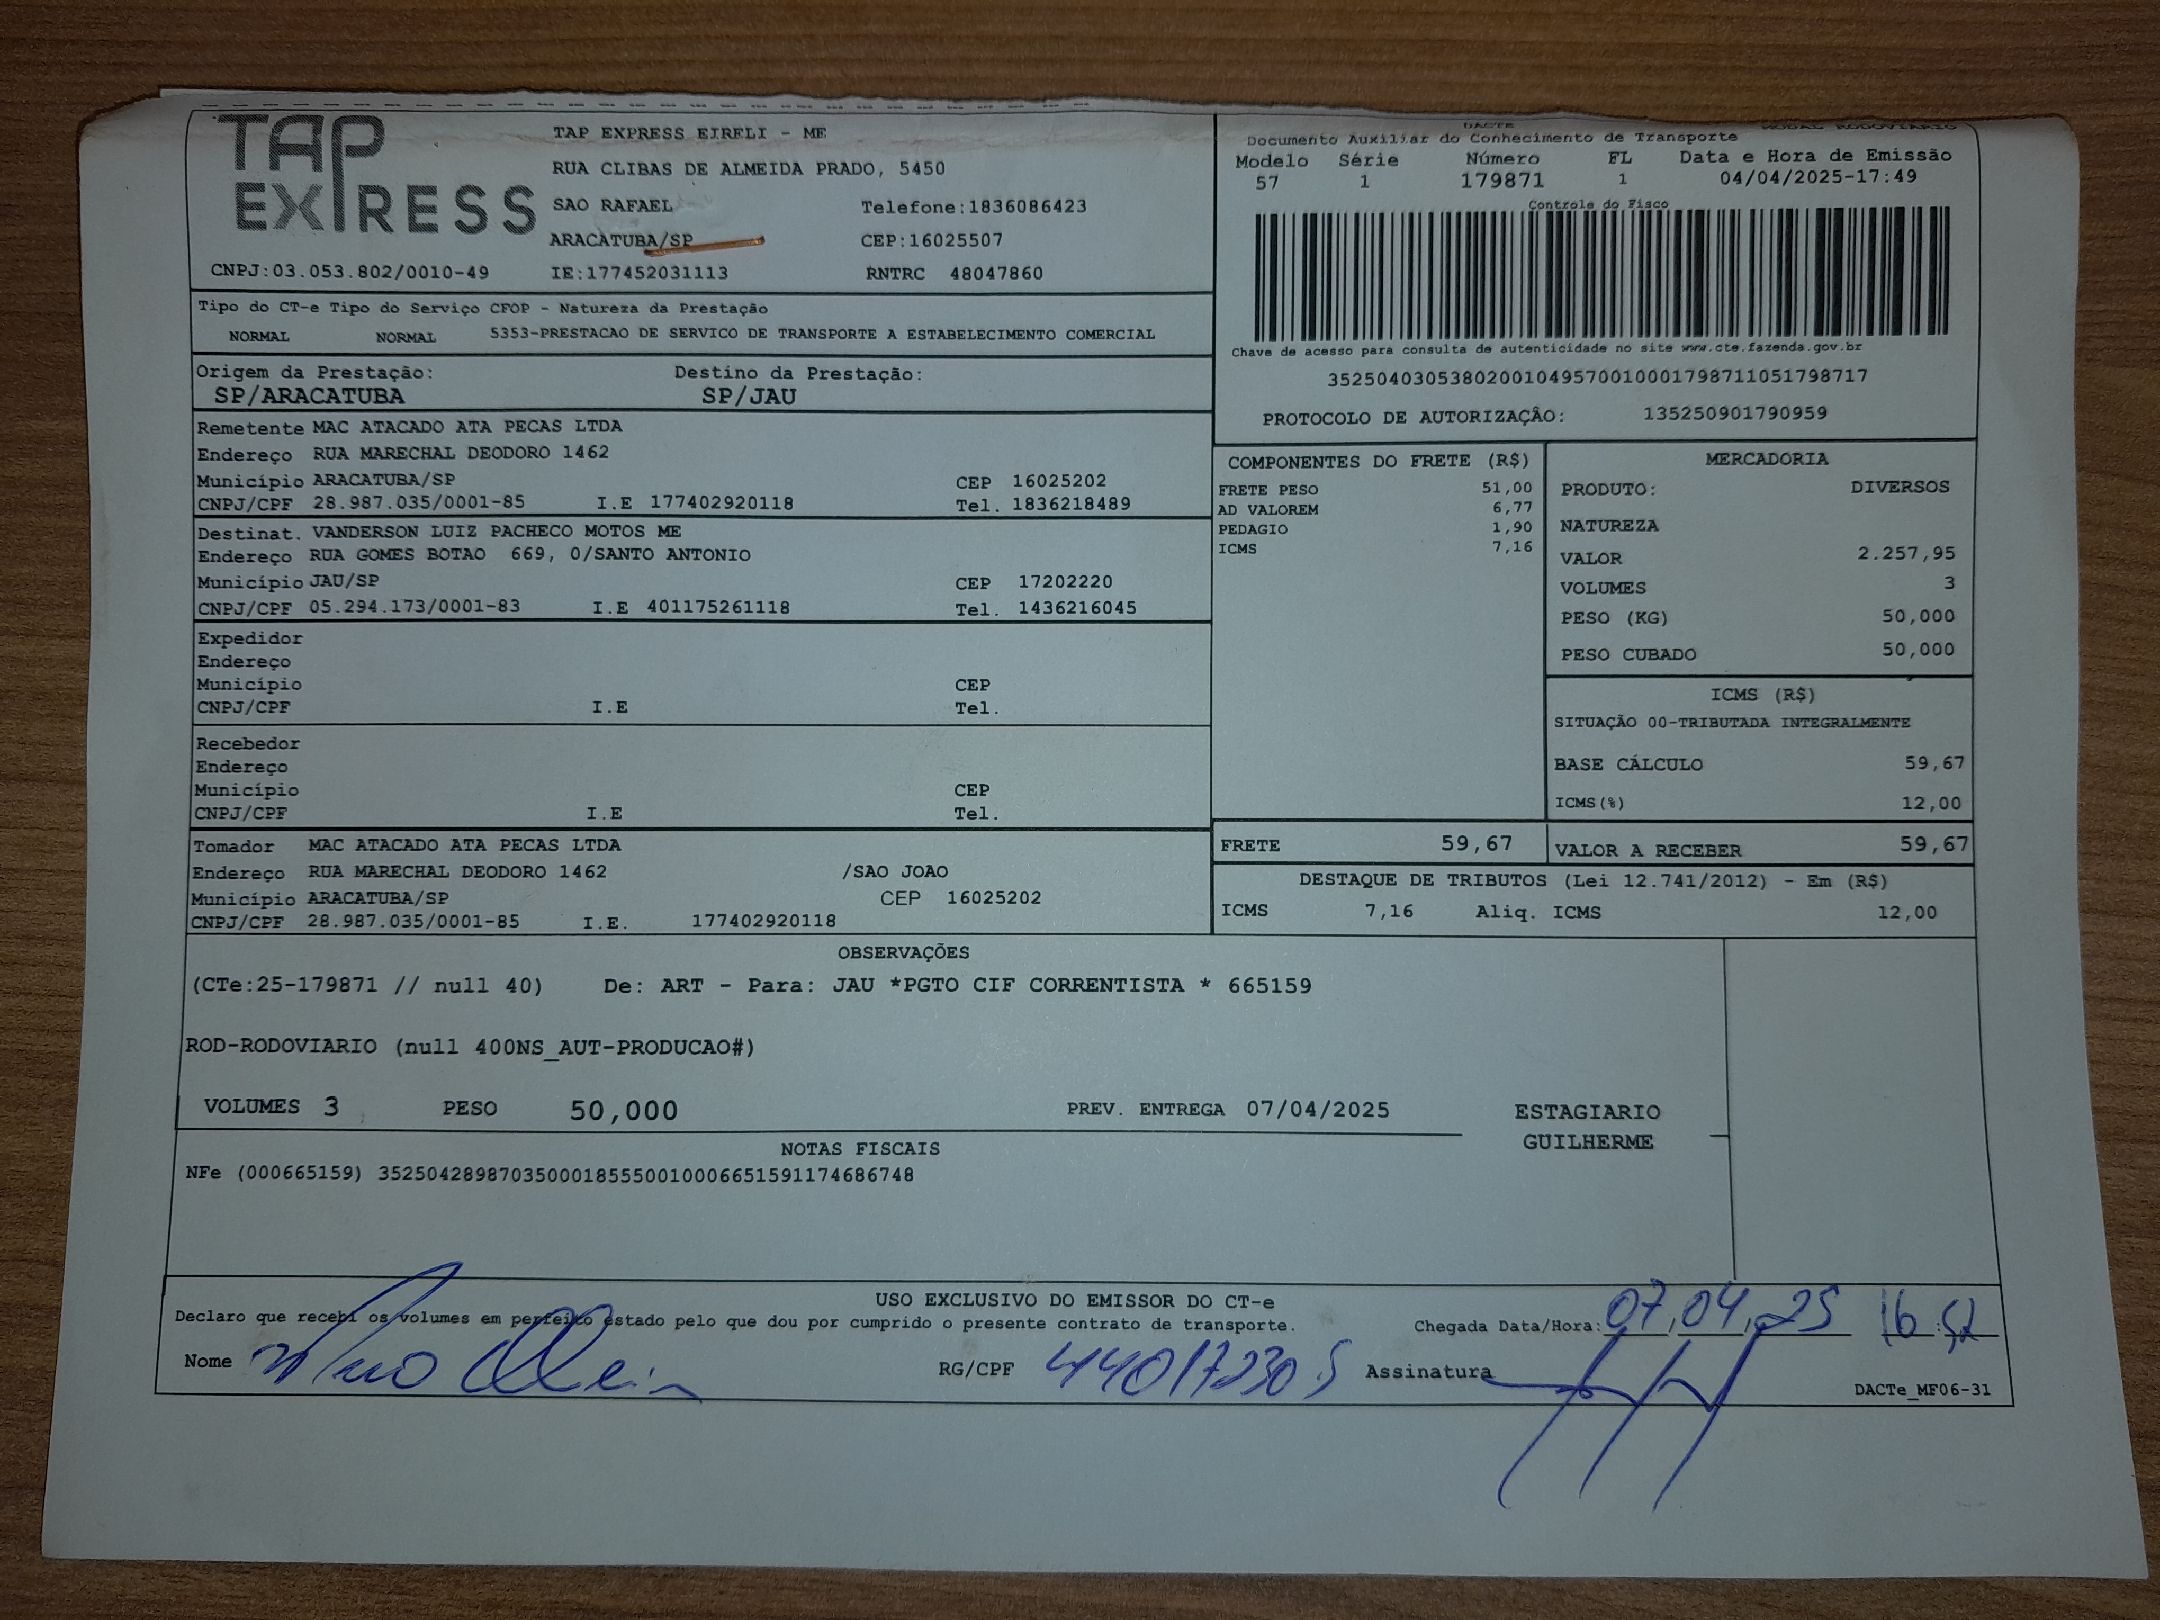 TAP EXPRESS
TAP EXPRESS EIRELI - ME
RUA CLIBAS DE ALMEIDA PRADO, 5450
SAO RAFAEL Telefone:1836086423
ARACATUBA/SP CEP:16025507
CNPJ:03.053.802/0010-49 IE:177452031113 RNTRC 48047860
DACTE MODAL RODOVIARIO
Documento Auxiliar do Conhecimento de Transporte
Modelo Série Número FL Data e Hora de Emissão
57 1 179871 1 04/04/2025-17:49
Controle do Fisco
Chave de acesso para consulta de autenticidade no site www.cte.fazenda.gov.br
35250403053802001049570010001798711051798717
PROTOCOLO DE AUTORIZAÇÃO: 135250901790959
Tipo do CT-e Tipo do Serviço CFOP - Natureza da Prestação
NORMAL NORMAL 5353-PRESTACAO DE SERVICO DE TRANSPORTE A ESTABELECIMENTO COMERCIAL
Origem da Prestação: Destino da Prestação:
SP/ARACATUBA SP/JAU
Remetente MAC ATACADO ATA PECAS LTDA
Endereço RUA MARECHAL DEODORO 1462
Município ARACATUBA/SP CEP 16025202
CNPJ/CPF 28.987.035/0001-85 I.E 177402920118 Tel. 1836218489
Destinat. VANDERSON LUIZ PACHECO MOTOS ME
Endereço RUA GOMES BOTAO 669, 0/SANTO ANTONIO
Município JAU/SP CEP 17202220
CNPJ/CPF 05.294.173/0001-83 I.E 401175261118 Tel. 1436216045
Expedidor
Endereço
Município CEP
CNPJ/CPF I.E Tel.
Recebedor
Endereço
Município CEP
CNPJ/CPF I.E Tel.
Tomador MAC ATACADO ATA PECAS LTDA
Endereço RUA MARECHAL DEODORO 1462 /SAO JOAO
Município ARACATUBA/SP CEP 16025202
CNPJ/CPF 28.987.035/0001-85 I.E. 177402920118
COMPONENTES DO FRETE (R$)
FRETE PESO 51,00
AD VALOREM 6,77
PEDAGIO 1,90
ICMS 7,16
MERCADORIA
PRODUTO: DIVERSOS
NATUREZA
VALOR 2.257,95
VOLUMES 3
PESO (KG) 50,000
PESO CUBADO 50,000
ICMS (R$)
SITUAÇÃO 00-TRIBUTADA INTEGRALMENTE
BASE CÁLCULO 59,67
ICMS(%) 12,00
FRETE 59,67 VALOR A RECEBER 59,67
DESTAQUE DE TRIBUTOS (Lei 12.741/2012) - Em (R$)
ICMS 7,16 Aliq. ICMS 12,00
OBSERVAÇÕES
(CTe:25-179871 // null 40) De: ART - Para: JAU *PGTO CIF CORRENTISTA * 665159
ROD-RODOVIARIO (null 400NS_AUT-PRODUCAO#)
VOLUMES 3 PESO 50,000 PREV. ENTREGA 07/04/2025
ESTAGIARIO
GUILHERME
NOTAS FISCAIS
NFe (000665159) 35250428987035000185550010006651591174686748
USO EXCLUSIVO DO EMISSOR DO CT-e
Declaro que recebi os volumes em perfeito estado pelo que dou por cumprido o presente contrato de transporte. Chegada Data/Hora: 07,04,25 16:52
Nome RG/CPF 44017230.5 Assinatura
DACTe_MF06-31